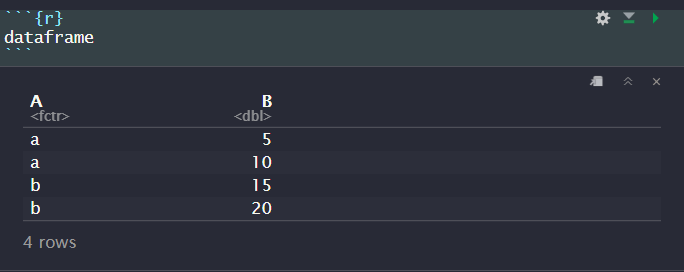 ```{r}
dataframe
```
A B
<fctr> <dbl>
a 5
a 10
b 15
b 20
4 rows